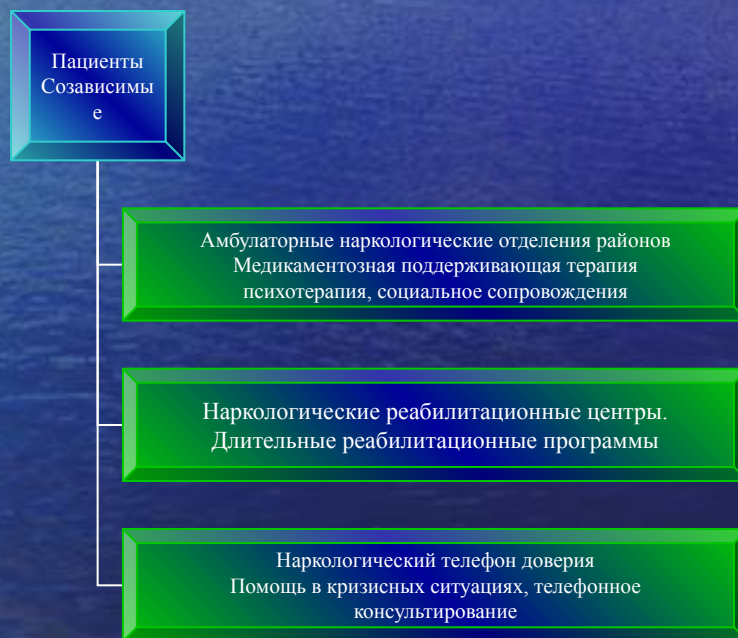 Пациенты
Созависимы
е
Амбулаторные наркологические отделения районов
Медикаментозная поддерживающая терапия
психотерапия, социальное сопровождения
Наркологические реабилитационные центры.
Длительные реабилитационные программы
Наркологический телефон доверия
Помощь в кризисных ситуациях, телефонное
консультирование